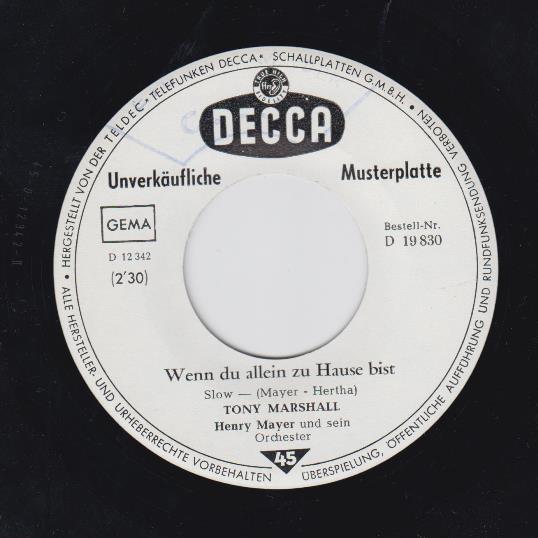 • HERGESTELLT VON DER TELDEC • TELEFUNKEN DECCA • SCHALLPLATTEN G.M.B.H. •
ALLE HERSTELLER- UND URHEBERRECHTE VORBEHALTEN
ÜBERSPIELUNG, ÖFFENTLICHE AUFFÜHRUNG UND RUNDFUNKSENDUNG VERBOTEN
DECCA
Unverkäufliche Musterplatte
GEMA
D 12 342
(2'30)
Bestell-Nr.
D 19 830
Wenn du allein zu Hause bist
Slow — (Mayer - Hertha)
TONY MARSHALL
Henry Mayer und sein
Orchester
45